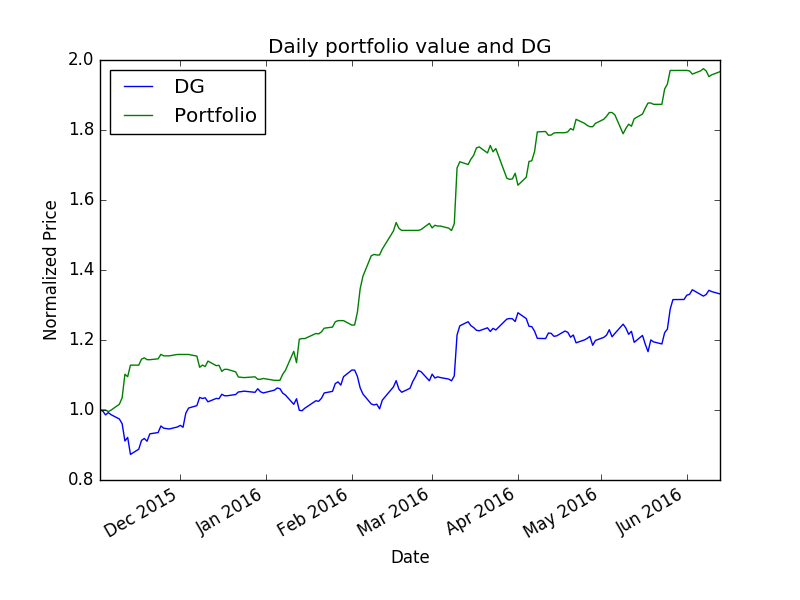 Daily portfolio value and DG
2.0
1.8
1.6
1.4
1.2
1.0
0.8
Normalized Price
DG
Portfolio
Dec 2015
Jan 2016
Feb 2016
Mar 2016
Apr 2016
May 2016
Jun 2016
Date